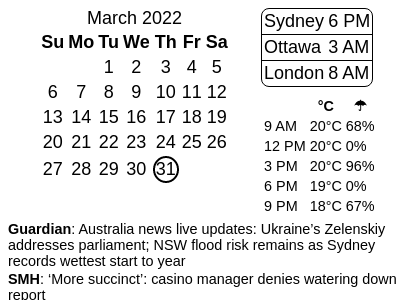 March 2022
Su Mo Tu We Th Fr Sa
1 2 3 4 5
6 7 8 9 10 11 12
13 14 15 16 17 18 19
20 21 22 23 24 25 26
27 28 29 30 31
Sydney 6 PM
Ottawa 3 AM
London 8 AM
°C ☂
9 AM 20°C 68%
12 PM 20°C 0%
3 PM 20°C 96%
6 PM 19°C 0%
9 PM 18°C 67%
Guardian: Australia news live updates: Ukraine’s Zelenskiy
addresses parliament; NSW flood risk remains as Sydney
records wettest start to year
SMH: ‘More succinct’: casino manager denies watering down
report